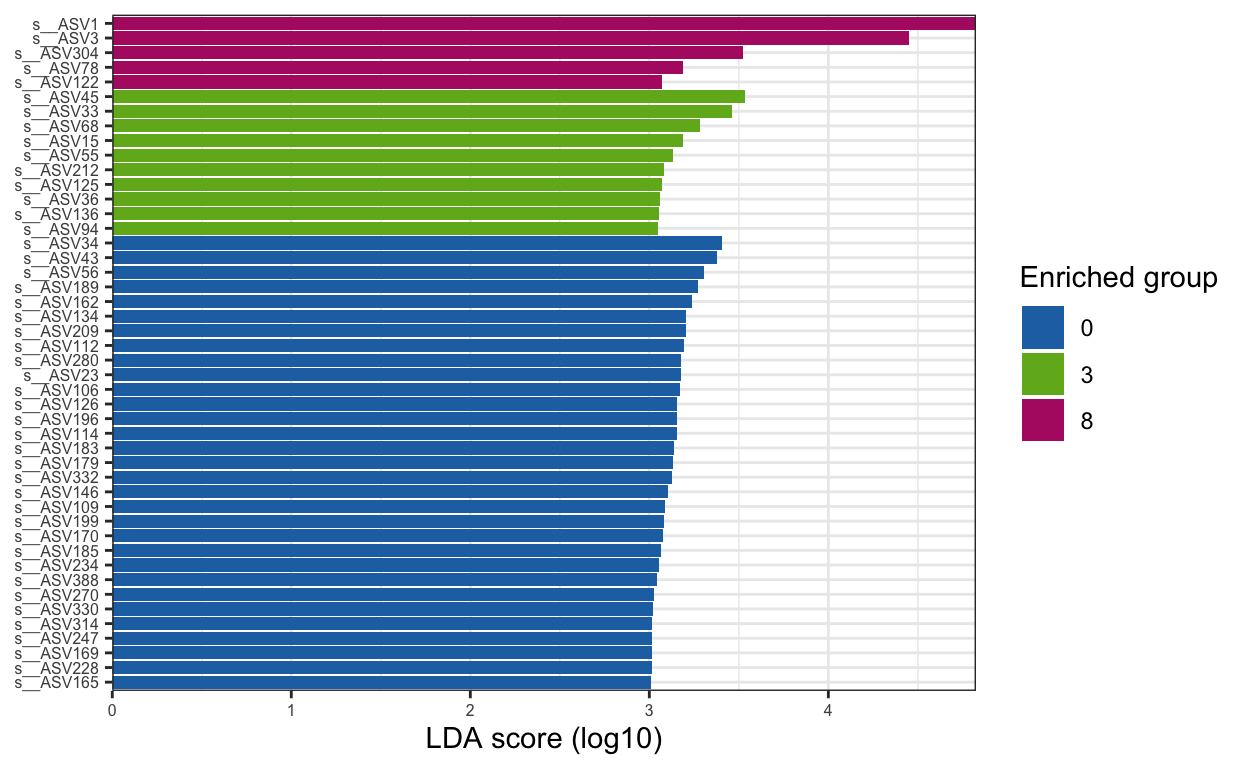 s__ASV1
s__ASV3
s__ASV304
s__ASV78
s__ASV122
s__ASV45
s__ASV33
s__ASV68
s__ASV15
s__ASV55
s__ASV212
s__ASV125
s__ASV36
s__ASV136
s__ASV94
s__ASV34
s__ASV43
s__ASV56
s__ASV189
s__ASV162
s__ASV134
s__ASV209
s__ASV112
s__ASV280
s__ASV23
s__ASV106
s__ASV126
s__ASV196
s__ASV114
s__ASV183
s__ASV179
s__ASV332
s__ASV146
s__ASV109
s__ASV199
s__ASV170
s__ASV185
s__ASV234
s__ASV388
s__ASV270
s__ASV330
s__ASV314
s__ASV247
s__ASV169
s__ASV228
s__ASV165
0 1 2 3 4
LDA score (log10)
Enriched group
0
3
8